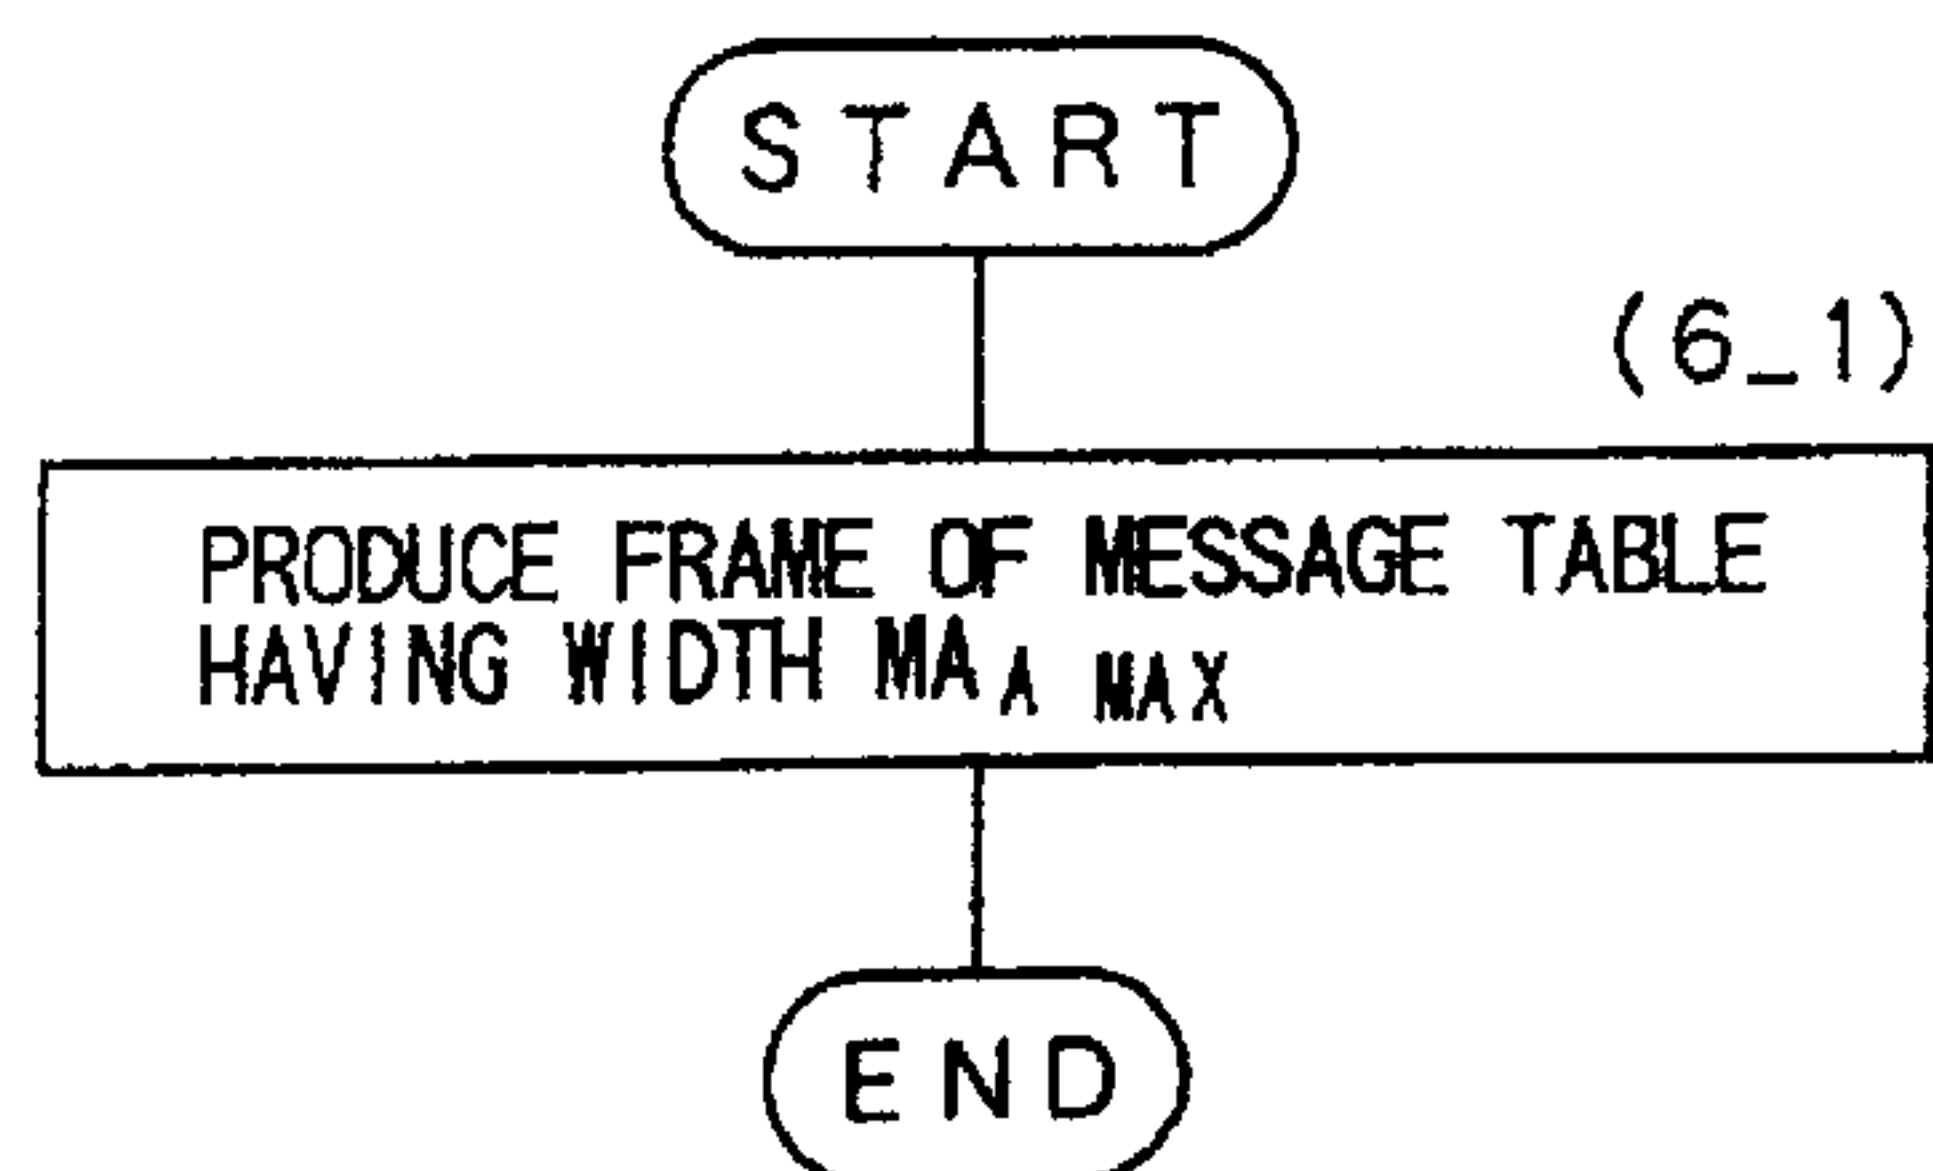 START
(6_1)
PRODUCE FRAME OF MESSAGE TABLE
HAVING WIDTH MA A MAX
END